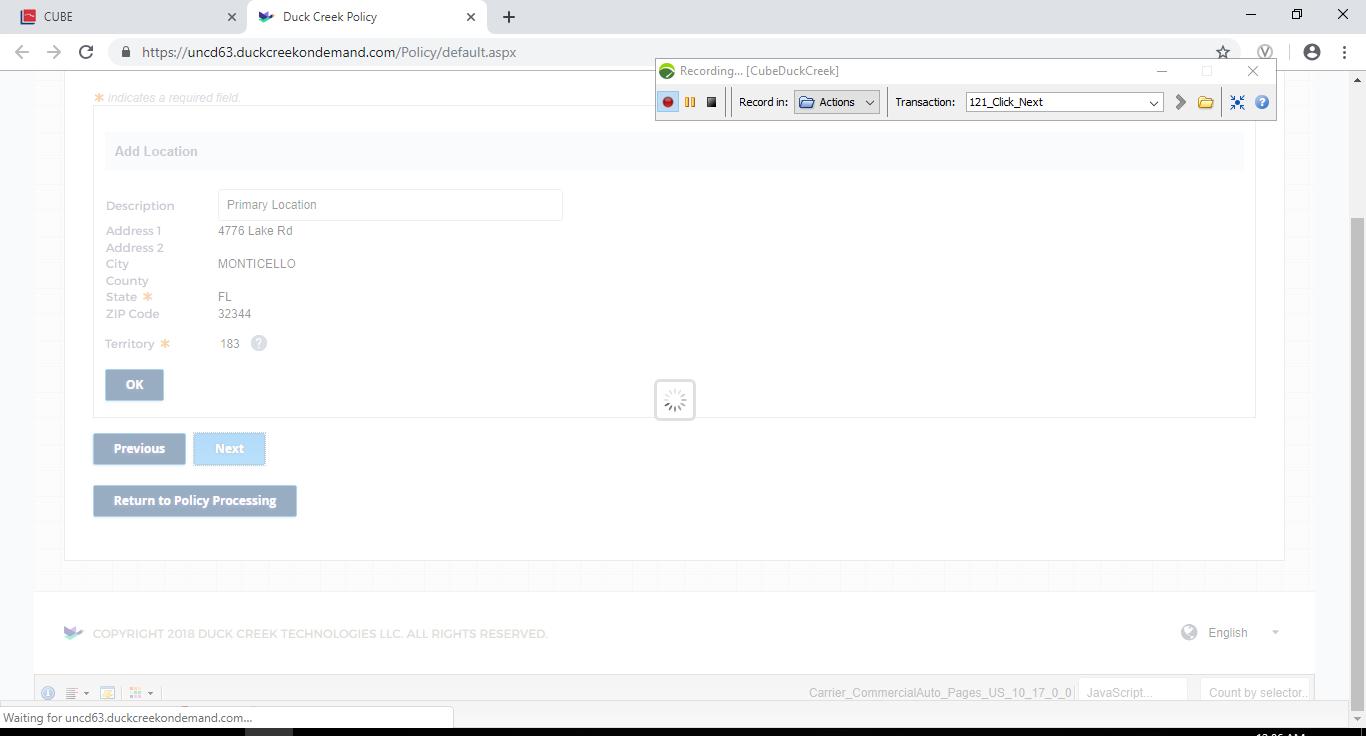 CUBE
Duck Creek Policy
https://uncd63.duckcreekondemand.com/Policy/default.aspx
Recording... [CubeDuckCreek]
Record in: Actions Transaction: 121_Click_Next
* indicates a required field.
Add Location
Description Primary Location
Address 1 4776 Lake Rd
Address 2
City MONTICELLO
County
State * FL
ZIP Code 32344
Territory * 183 ?
OK
Previous Next
Return to Policy Processing
COPYRIGHT 2018 DUCK CREEK TECHNOLOGIES LLC. ALL RIGHTS RESERVED.
English
Carrier_CommercialAuto_Pages_US_10_17_0_0 JavaScript... Count by selector..
Waiting for uncd63.duckcreekondemand.com...